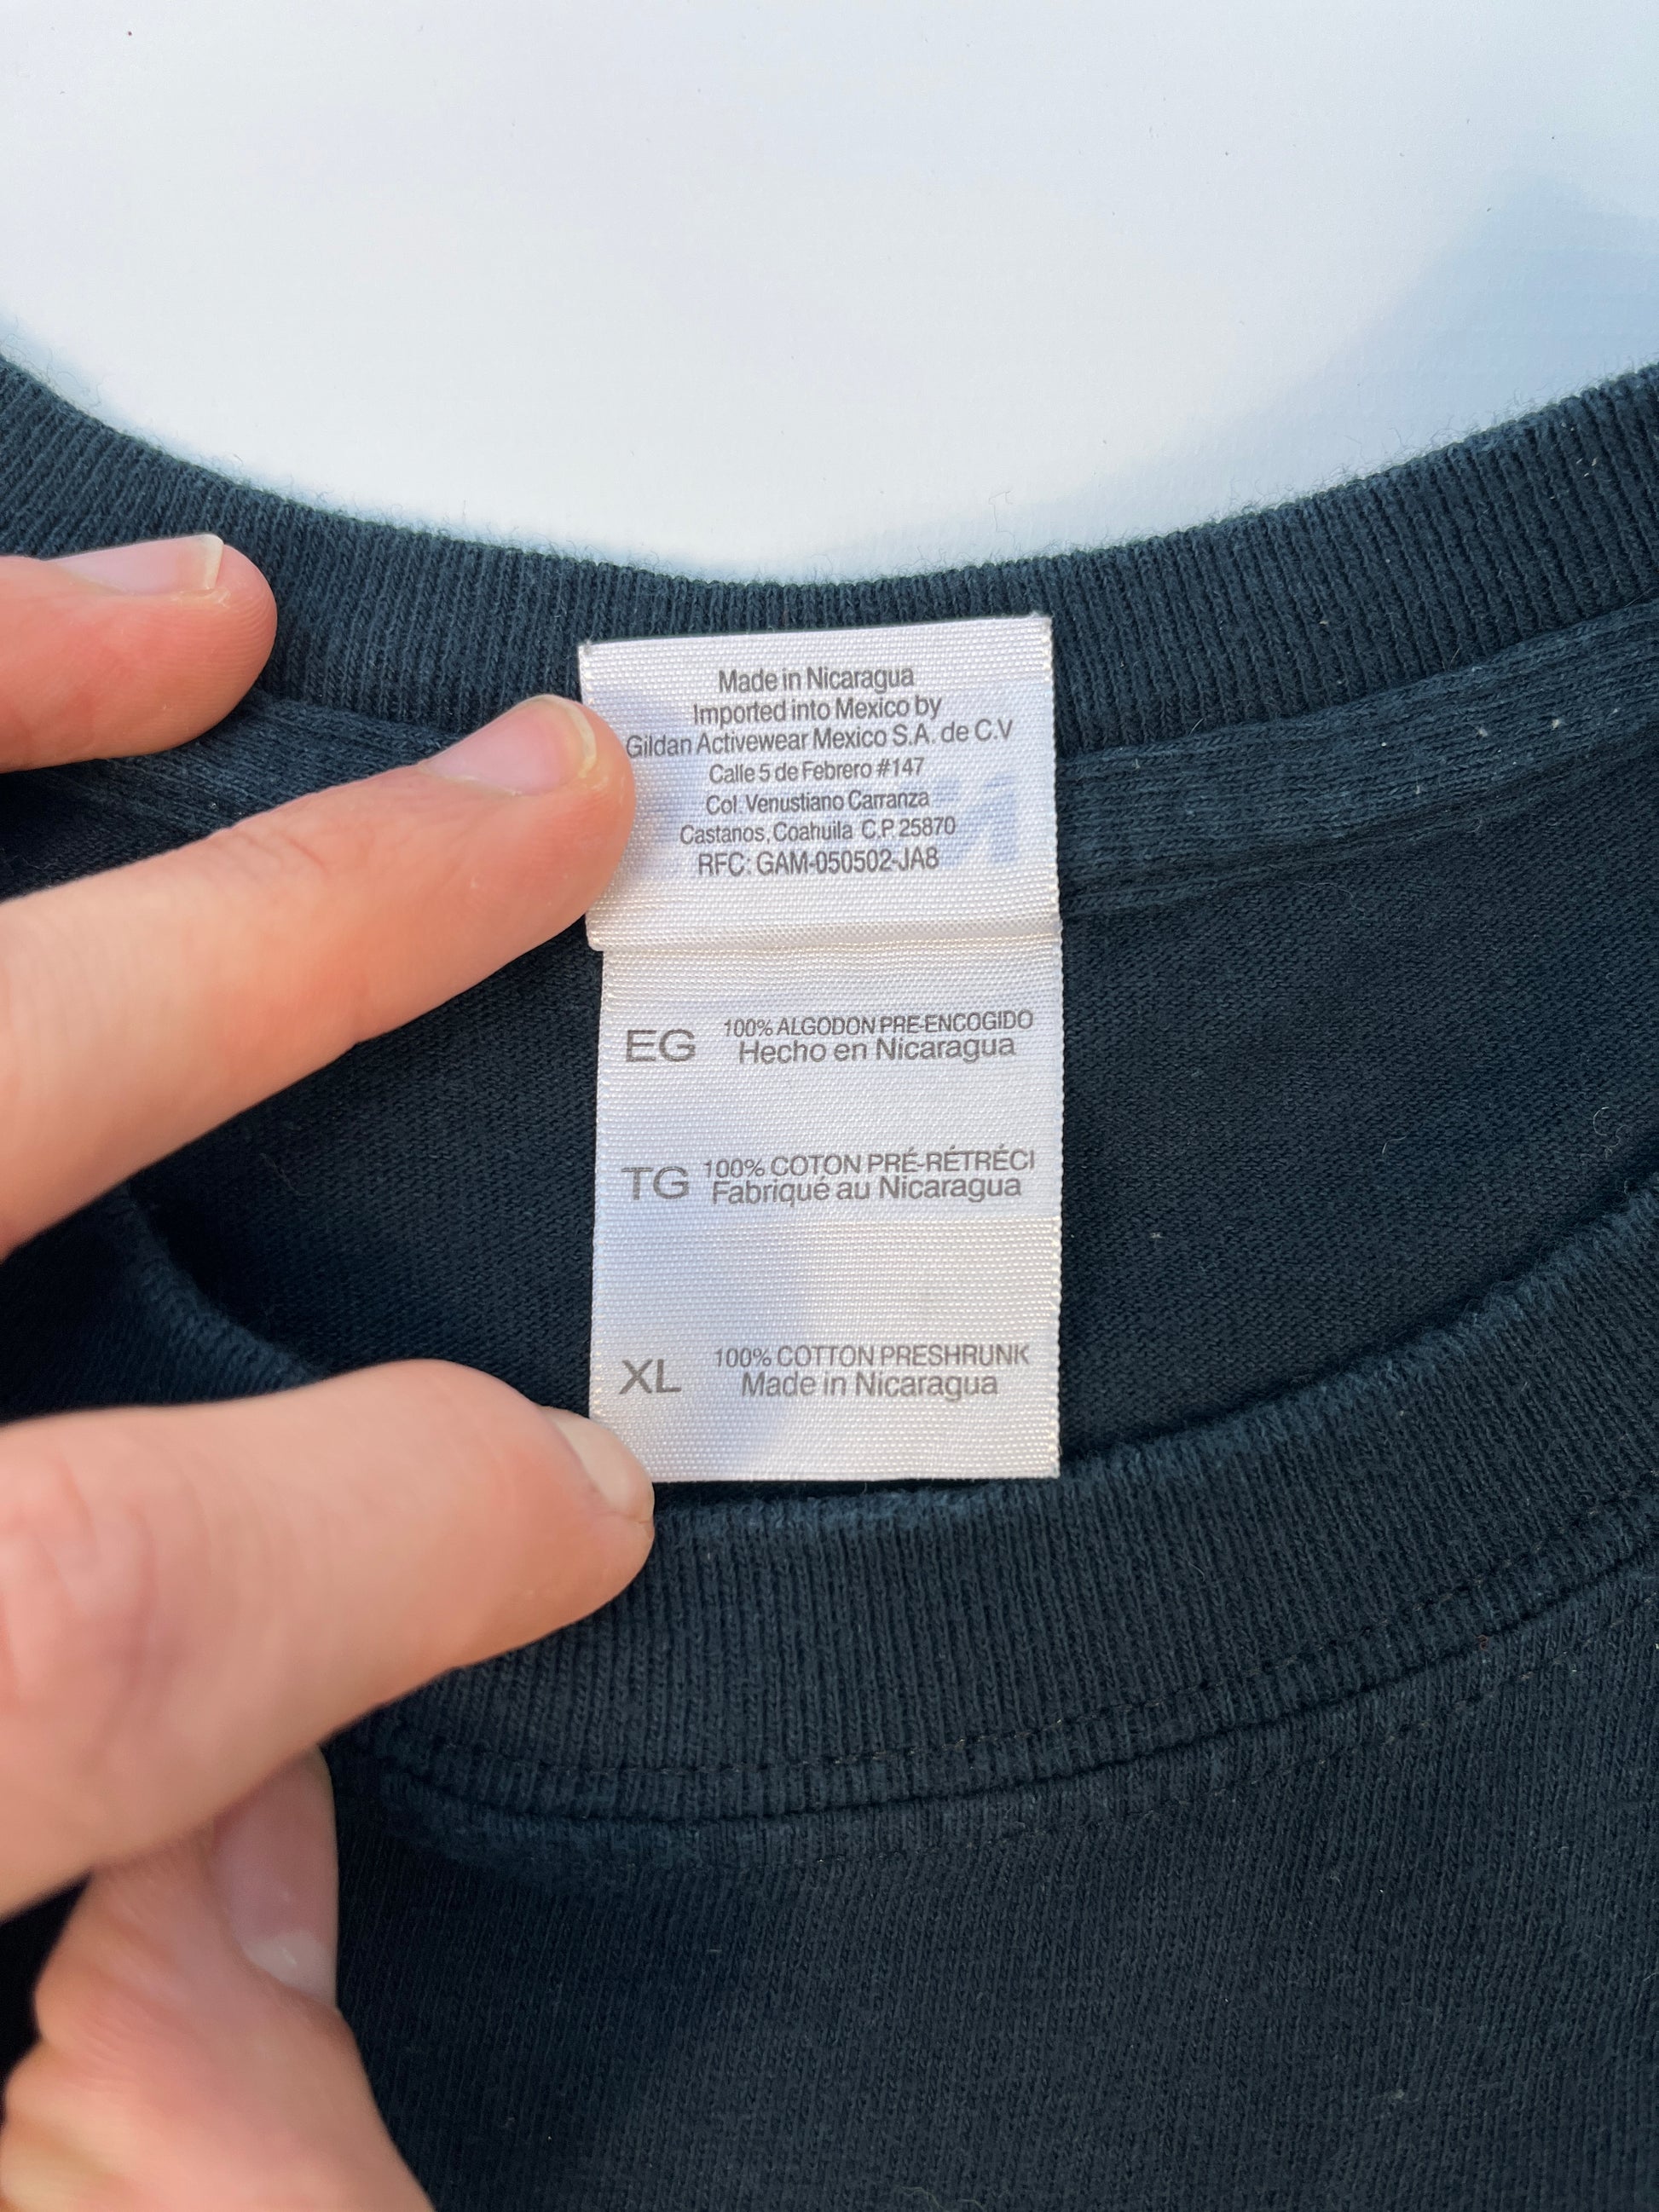 Made in Nicaragua
Imported into Mexico by
Gildan Activewear Mexico S.A. de C.V
Calle 5 de Febrero #147
Col. Venustiano Carranza
Castanos, Coahuila C.P. 25870
RFC: GAM-050502-JA8
EG 100% ALGODON PRE-ENCOGIDO
Hecho en Nicaragua
TG 100% COTON PRÉ-RÉTRÉCI
Fabriqué au Nicaragua
XL 100% COTTON PRESHRUNK
Made in Nicaragua